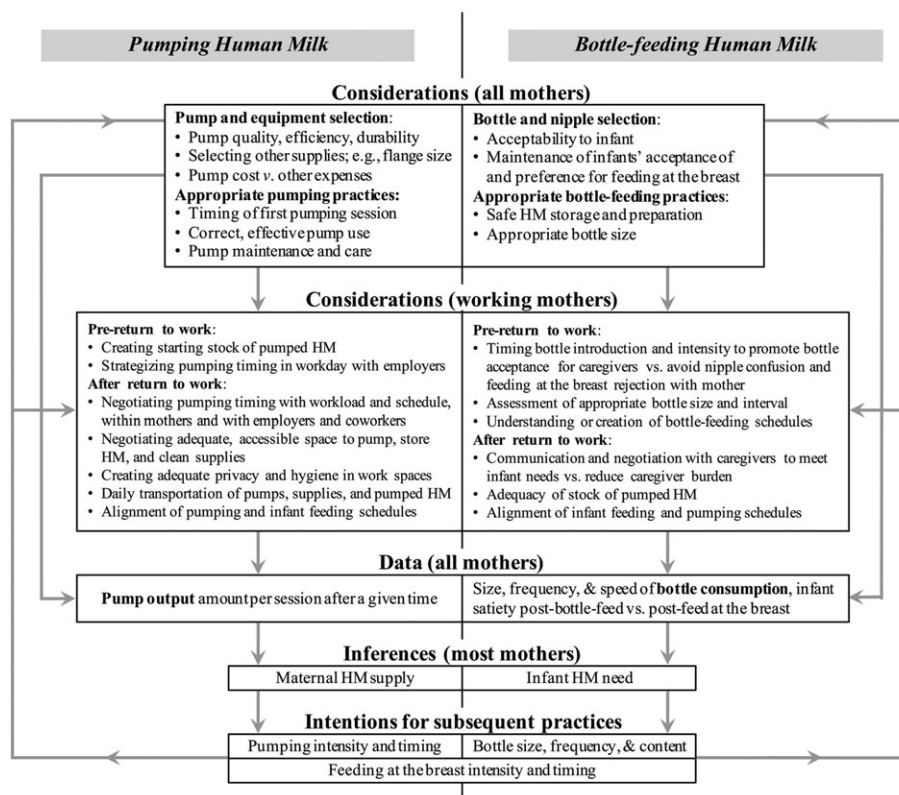 Pumping Human Milk
Bottle-feeding Human Milk
Considerations (all mothers)
Pump and equipment selection:
• Pump quality, efficiency, durability
• Selecting other supplies; e.g., flange size
• Pump cost v. other expenses
Appropriate pumping practices:
• Timing of first pumping session
• Correct, effective pump use
• Pump maintenance and care
Bottle and nipple selection:
• Acceptability to infant
• Maintenance of infants’ acceptance of
and preference for feeding at the breast
Appropriate bottle-feeding practices:
• Safe HM storage and preparation
• Appropriate bottle size
Considerations (working mothers)
Pre-return to work:
• Creating starting stock of pumped HM
• Strategizing pumping timing in workday with employers
After return to work:
• Negotiating pumping timing with workload and schedule,
within mothers and with employers and coworkers
• Negotiating adequate, accessible space to pump, store
HM, and clean supplies
• Creating adequate privacy and hygiene in work spaces
• Daily transportation of pumps, supplies, and pumped HM
• Alignment of pumping and infant feeding schedules
Pre-return to work:
• Timing bottle introduction and intensity to promote bottle
acceptance for caregivers vs. avoid nipple confusion and
feeding at the breast rejection with mother
• Assessment of appropriate bottle size and interval
• Understanding or creation of bottle-feeding schedules
After return to work:
• Communication and negotiation with caregivers to meet
infant needs vs. reduce caregiver burden
• Adequacy of stock of pumped HM
• Alignment of infant feeding and pumping schedules
Data (all mothers)
Pump output amount per session after a given time
Size, frequency, & speed of bottle consumption, infant
satiety post-bottle-feed vs. post-feed at the breast
Inferences (most mothers)
Maternal HM supply
Infant HM need
Intentions for subsequent practices
Pumping intensity and timing
Bottle size, frequency, & content
Feeding at the breast intensity and timing